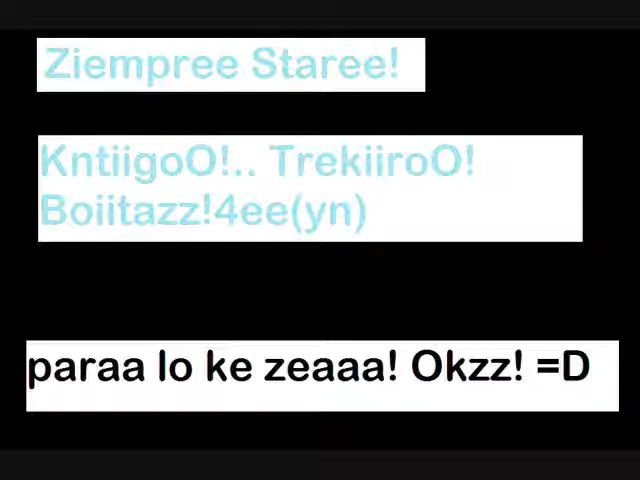 Ziempree Staree!
KntiigoO!.. TrekiiroO!
Boiitazz!4ee(yn)
paraa lo ke zeaaa! Okzz! =D